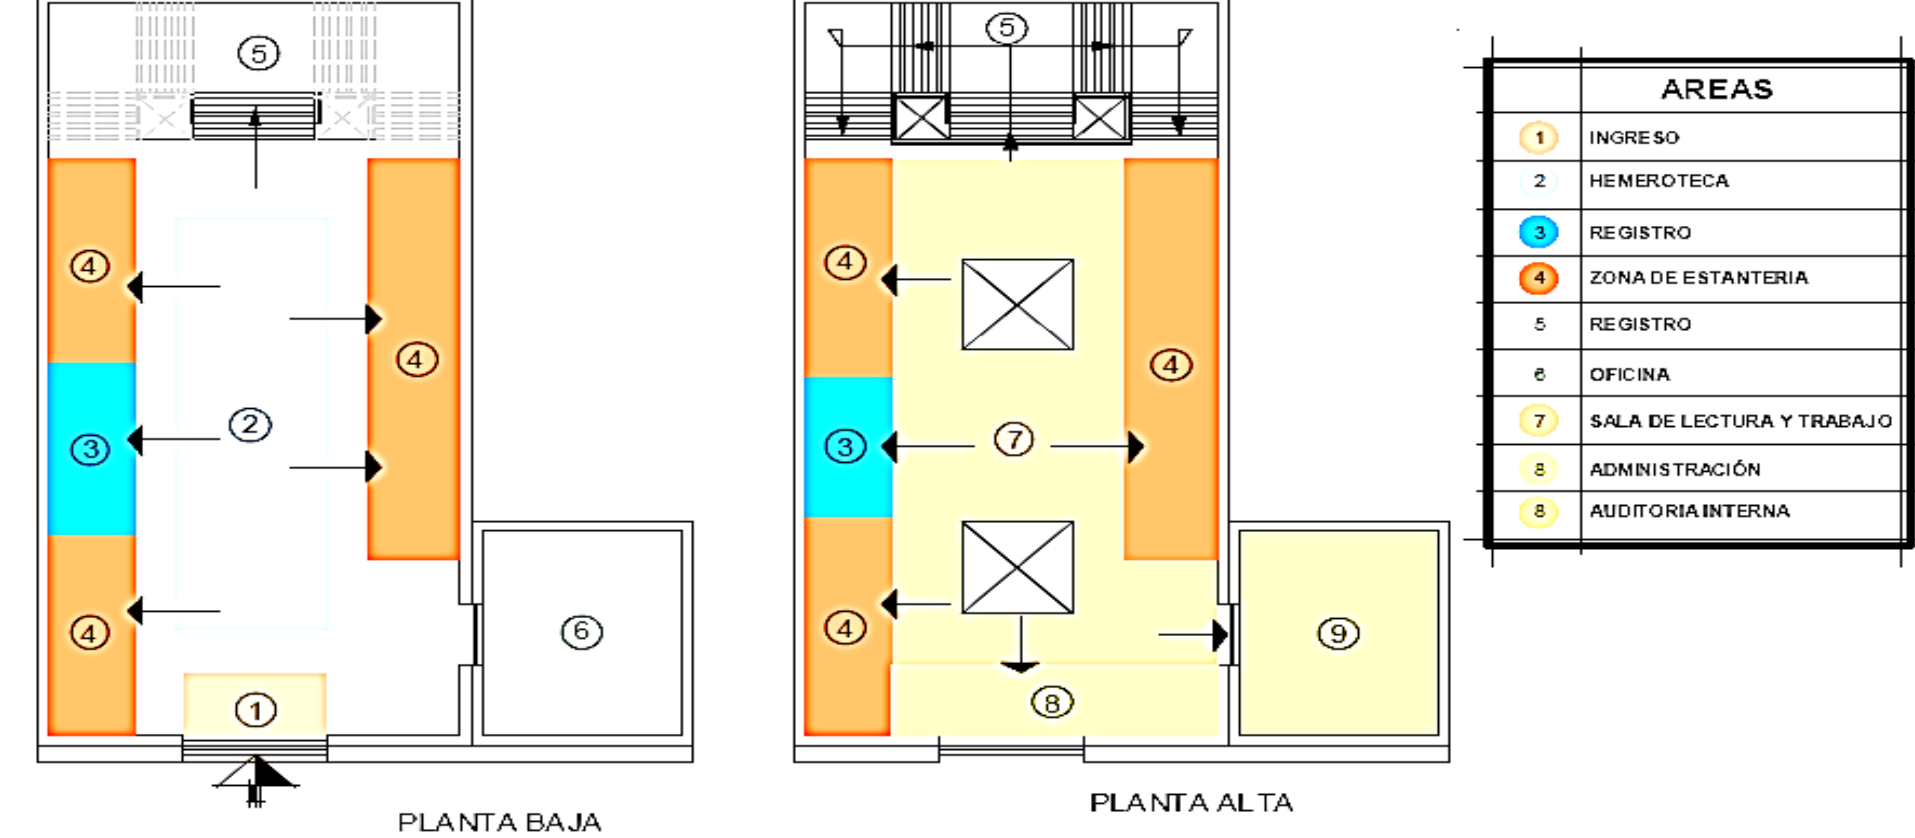 5
4
4
2
3
4
6
1
PLANTA BAJA
5
4
4
7
3
4
9
8
PLANTA ALTA
AREAS
1 INGRESO
2 HEMEROTECA
3 REGISTRO
4 ZONA DE ESTANTERIA
5 REGISTRO
6 OFICINA
7 SALA DE LECTURA Y TRABAJO
8 ADMINISTRACIÓN
8 AUDITORIA INTERNA